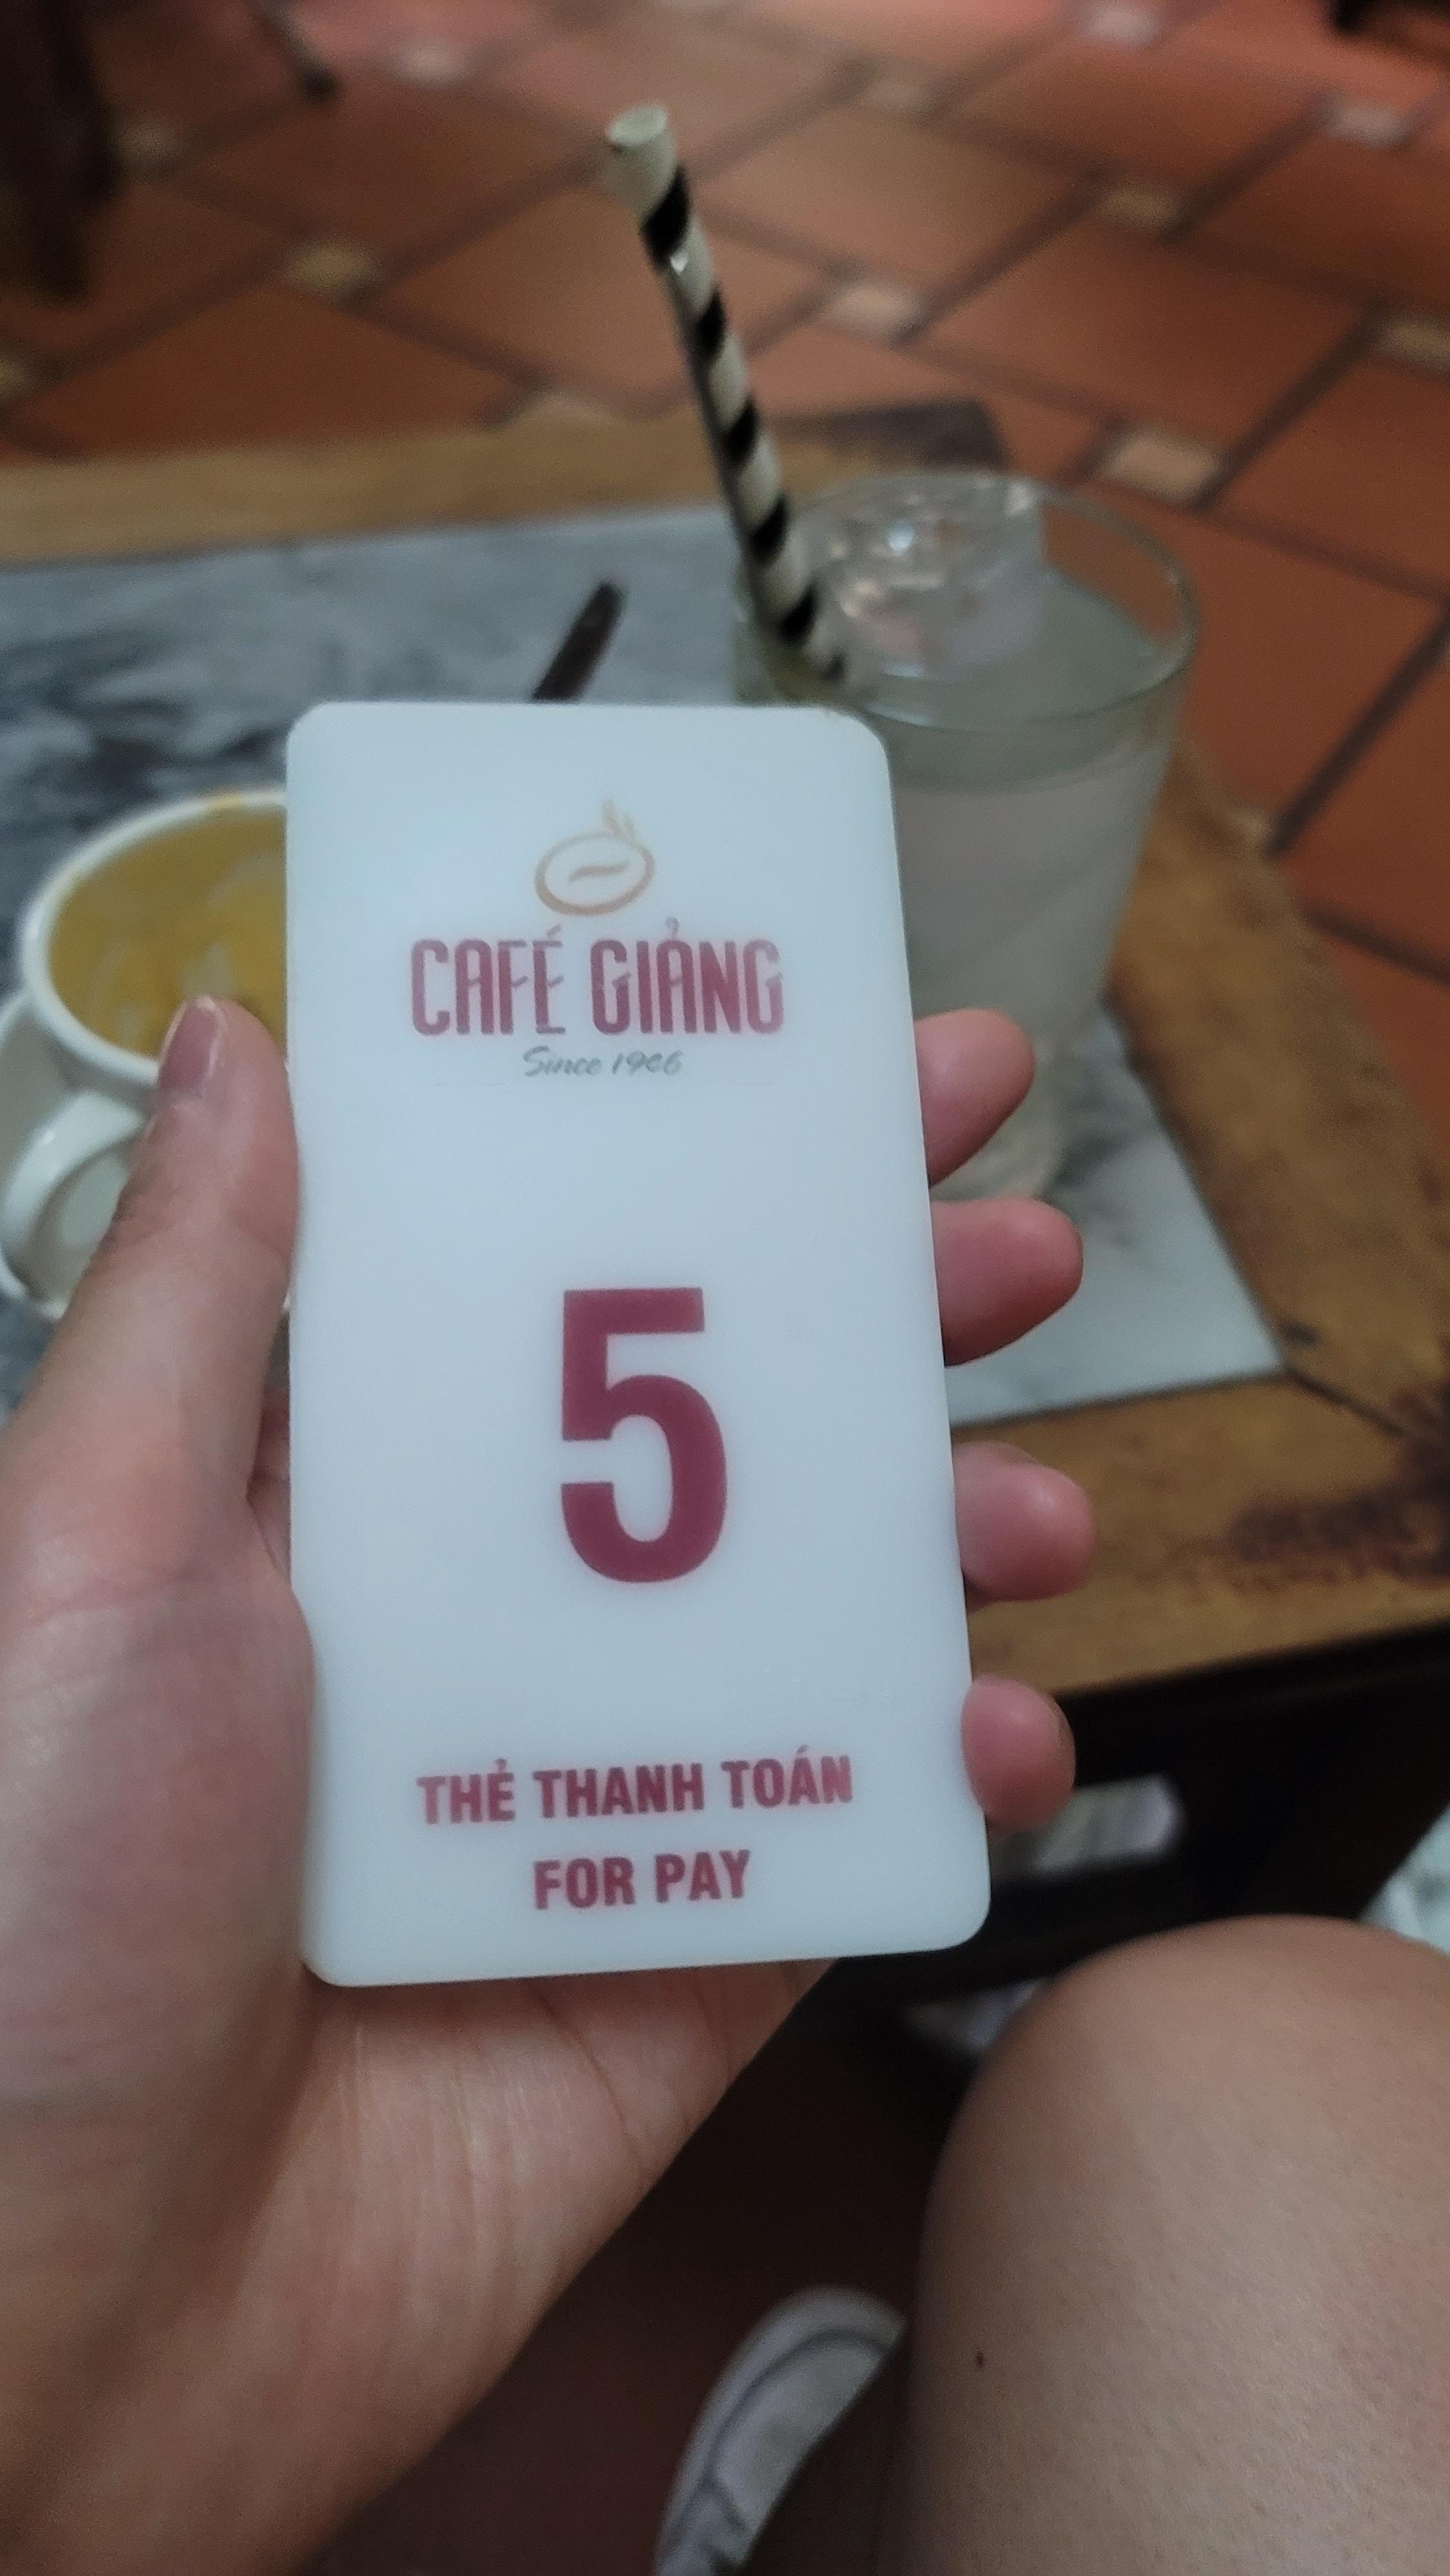 CAFÉ GIẢNG
Since 1946
5
THẺ THANH TOÁN
FOR PAY